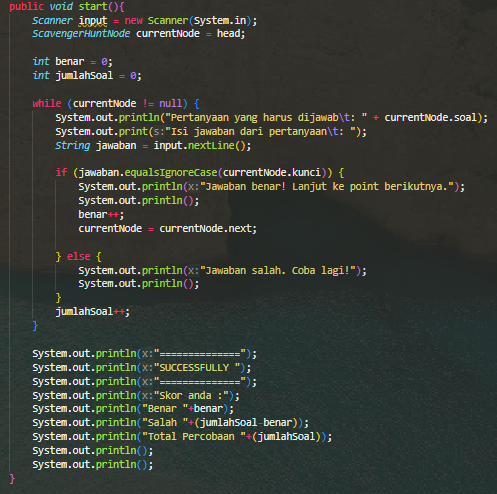 public void start(){
    Scanner input = new Scanner(System.in);
    ScavengerHuntNode currentNode = head;

    int benar = 0;
    int jumlahSoal = 0;

    while (currentNode != null) {
        System.out.println("Pertanyaan yang harus dijawab\t: " + currentNode.soal);
        System.out.print(s:"Isi jawaban dari pertanyaan\t: ");
        String jawaban = input.nextLine();

        if (jawaban.equalsIgnoreCase(currentNode.kunci)) {
            System.out.println(x:"Jawaban benar! Lanjut ke point berikutnya.");
            System.out.println();
            benar++;
            currentNode = currentNode.next;

        } else {
            System.out.println(x:"Jawaban salah. Coba lagi!");
            System.out.println();
        }
        jumlahSoal++;
    }

    System.out.println(x:"==============");
    System.out.println(x:"SUCCESSFULLY ");
    System.out.println(x:"==============");
    System.out.println(x:"Skor anda :");
    System.out.println("Benar "+benar);
    System.out.println("Salah "+(jumlahSoal-benar));
    System.out.println("Total Percobaan "+(jumlahSoal));
    System.out.println();
    System.out.println();
}